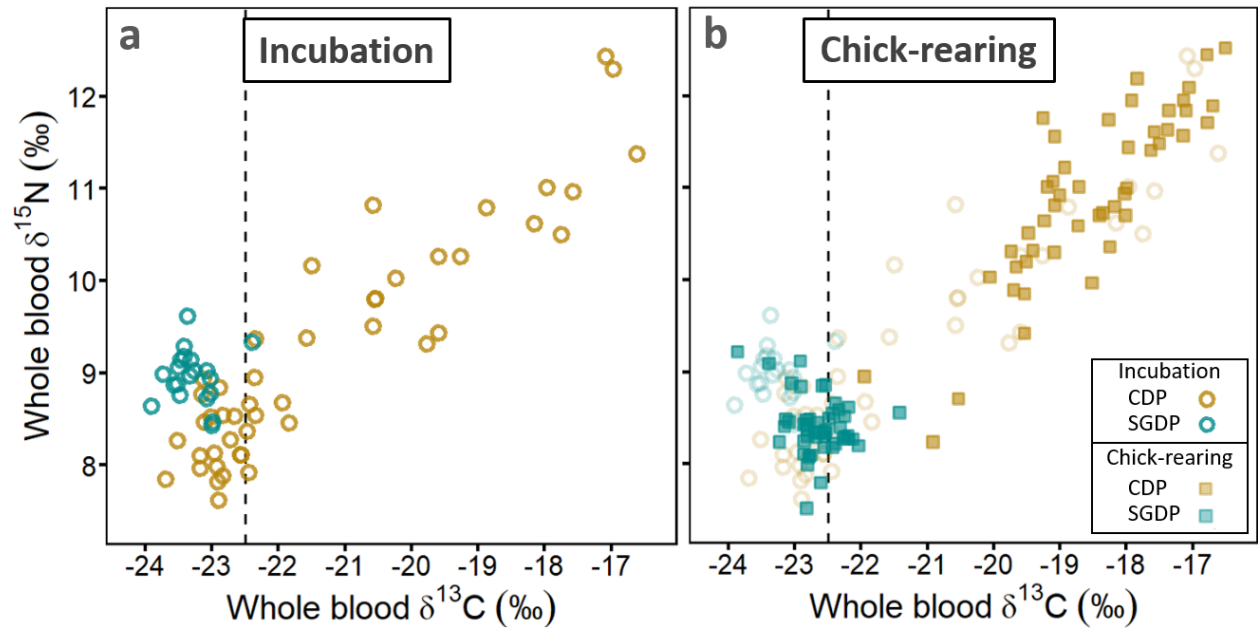 a
Incubation
Whole blood δ15N (‰)
12
11
10
9
8
-24 -23 -22 -21 -20 -19 -18 -17
Whole blood δ13C (‰)
b
Chick-rearing
Incubation
CDP
SGDP
Chick-rearing
CDP
SGDP
-24 -23 -22 -21 -20 -19 -18 -17
Whole blood δ13C (‰)